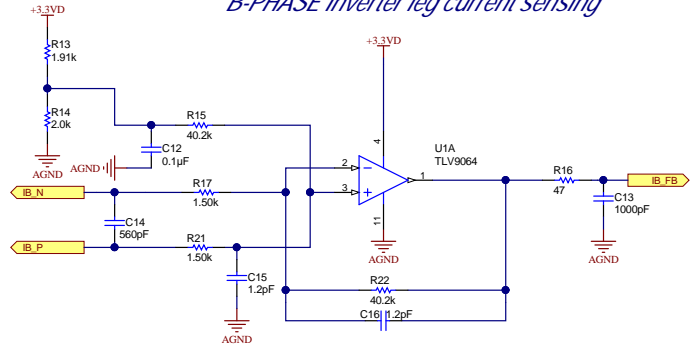 B-PHASE inverter leg current sensing
+3.3VD
R13
1.91k
R14
2.0k
AGND
AGND
C12
0.1µF
R15
40.2k
+3.3VD
4
U1A
TLV9064
2
3
1
11
AGND
IB_N
R17
1.50k
C14
560pF
IB_P
R21
1.50k
C15
1.2pF
AGND
R22
40.2k
C16 1.2pF
R16
47
IB_FB
C13
1000pF
AGND